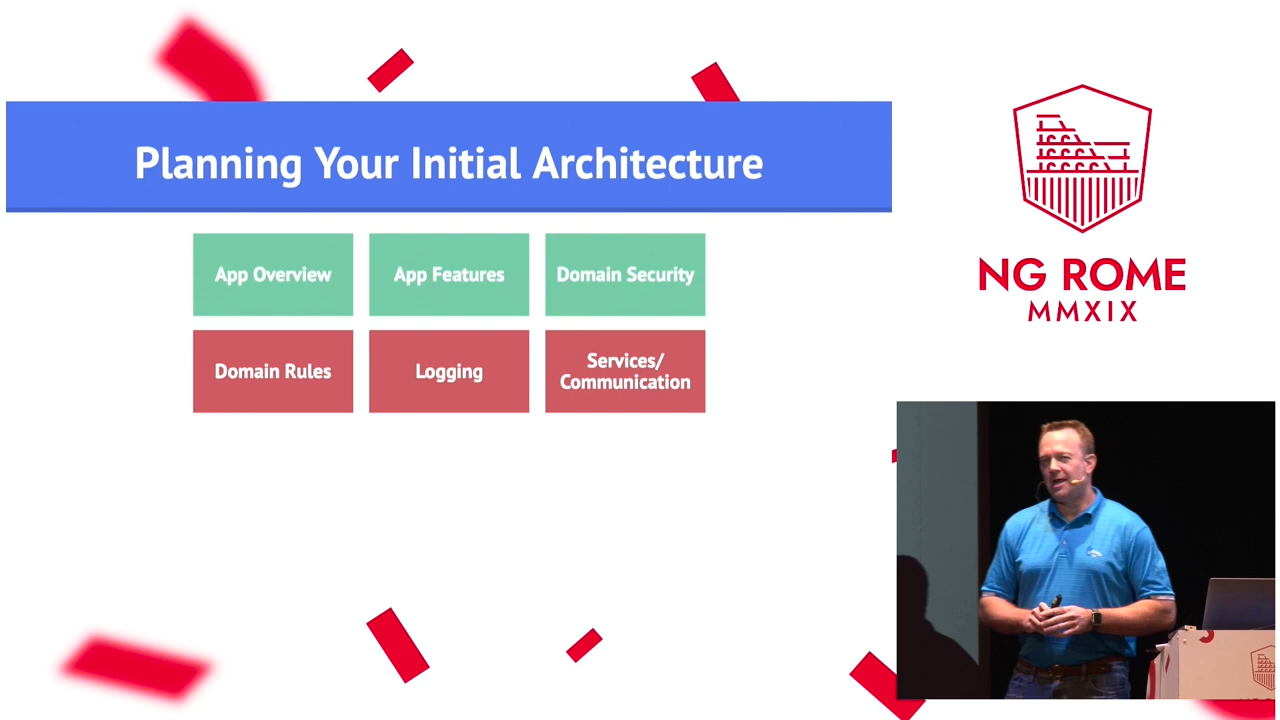 Planning Your Initial Architecture
App Overview
App Features
Domain Security
Domain Rules
Logging
Services/
Communication
NG ROME
MMXIX